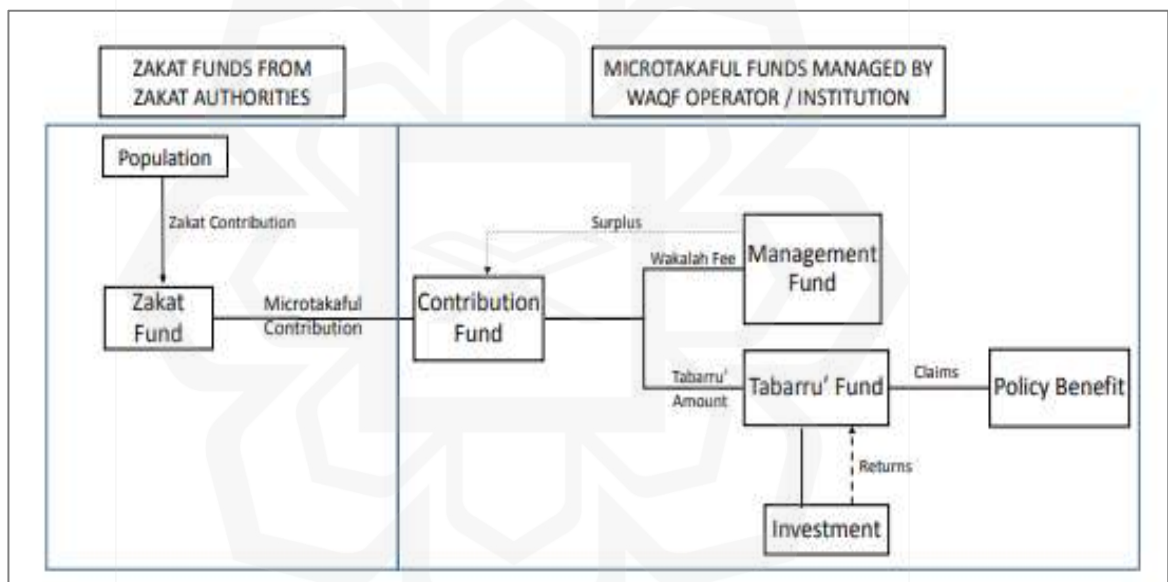 ZAKAT FUNDS FROM
ZAKAT AUTHORITIES
MICROTAKAFUL FUNDS MANAGED BY
WAQF OPERATOR / INSTITUTION
Population
Zakat Contribution
Zakat
Fund
Microtakaful
Contribution
Contribution
Fund
Surplus
Wakalah Fee
Management
Fund
Tabarru'
Amount
Tabarru' Fund
Claims
Policy Benefit
Returns
Investment